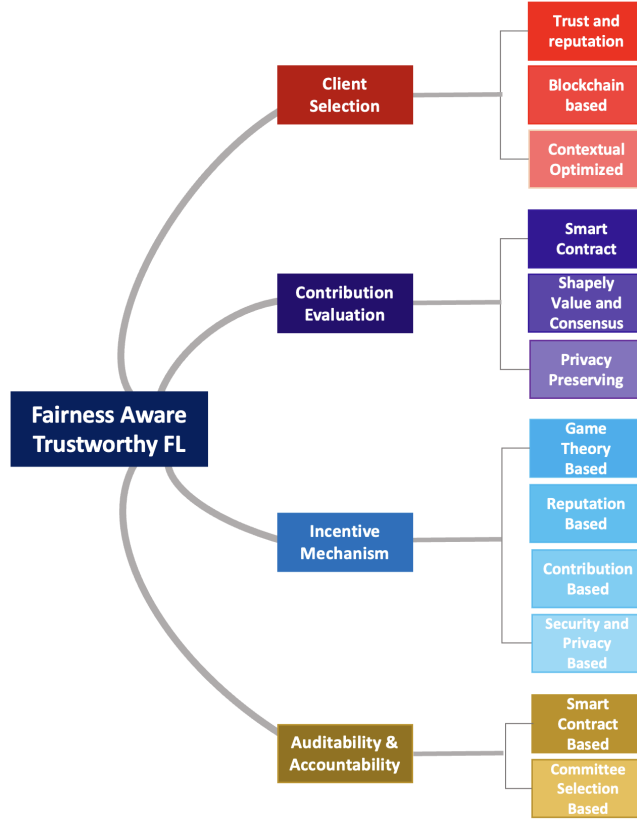 Fairness Aware
Trustworthy FL
Client
Selection
Trust and
reputation
Blockchain
based
Contextual
Optimized
Contribution
Evaluation
Smart
Contract
Shapely
Value and
Consensus
Privacy
Preserving
Incentive
Mechanism
Game
Theory
Based
Reputation
Based
Contribution
Based
Security and
Privacy
Based
Auditability &
Accountability
Smart
Contract
Based
Committee
Selection
Based